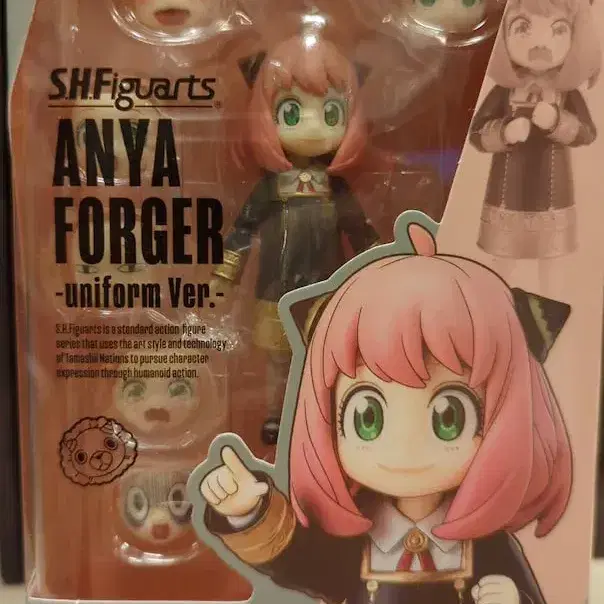 S.H.Figuarts
ANYA
FORGER
-uniform Ver.-
S.H.Figuarts is a standard action figure
series that uses the art style and technology
of Tamashii Nations to pursue character
expression through humanoid action.